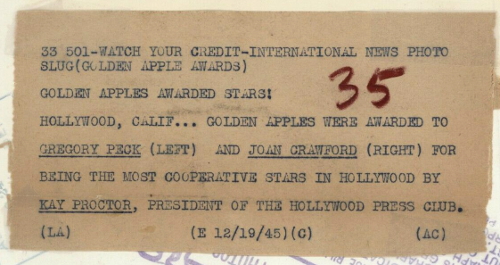 33 501-WATCH YOUR CREDIT-INTERNATIONAL NEWS PHOTO
SLUG(GOLDEN APPLE AWARDS)
35
GOLDEN APPLES AWARDED STARS!
HOLLYWOOD, CALIF... GOLDEN APPLES WERE AWARDED TO
GREGORY PECK (LEFT) AND JOAN CRAWFORD (RIGHT) FOR
BEING THE MOST COOPERATIVE STARS IN HOLLYWOOD BY
KAY PROCTOR, PRESIDENT OF THE HOLLYWOOD PRESS CLUB.
(LA) (E 12/19/45)(C) (AC)